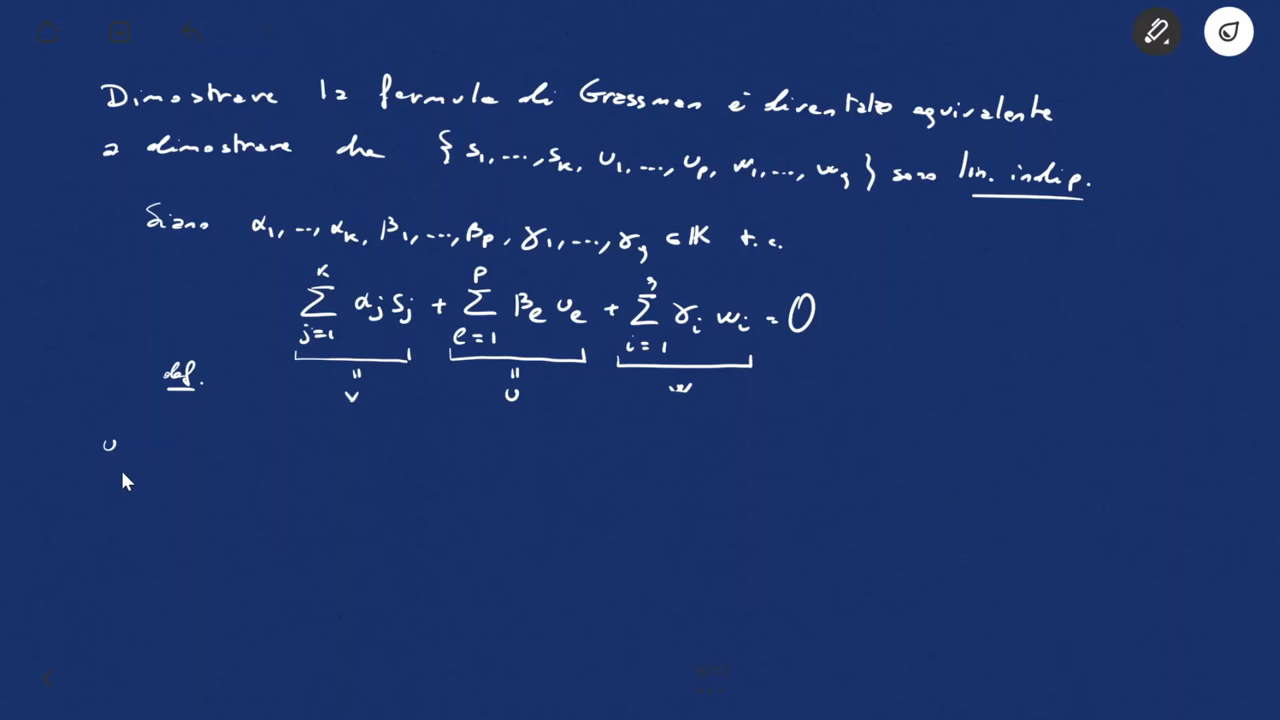 Dimostrare la formula di Grassman è diventato equivalente
a dimostrare che {s₁, ..., sₖ, u₁, ..., uₚ, w₁, ..., w_q} sono lin. indip.
Siano α₁, .., αₖ, β₁, ..., βₚ, γ₁, ..., γ_q ∈ 𝕂 t.c.
∑_{j=1}^{k} αⱼ sⱼ + ∑_{e=1}^{p} βₑ uₑ + ∑_{i=1}^{q} γᵢ wᵢ = 0
def. = v = u w
u